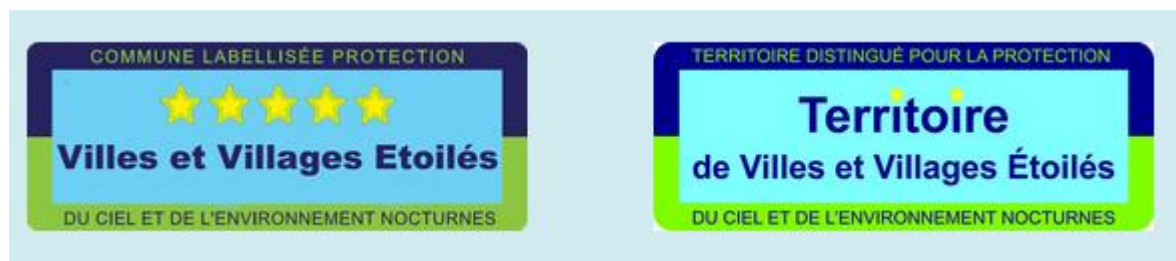 COMMUNE LABELLISÉE PROTECTION
Villes et Villages Etoilés
DU CIEL ET DE L'ENVIRONNEMENT NOCTURNES
TERRITOIRE DISTINGUÉ POUR LA PROTECTION
Territoire
de Villes et Villages Étoilés
DU CIEL ET DE L'ENVIRONNEMENT NOCTURNES